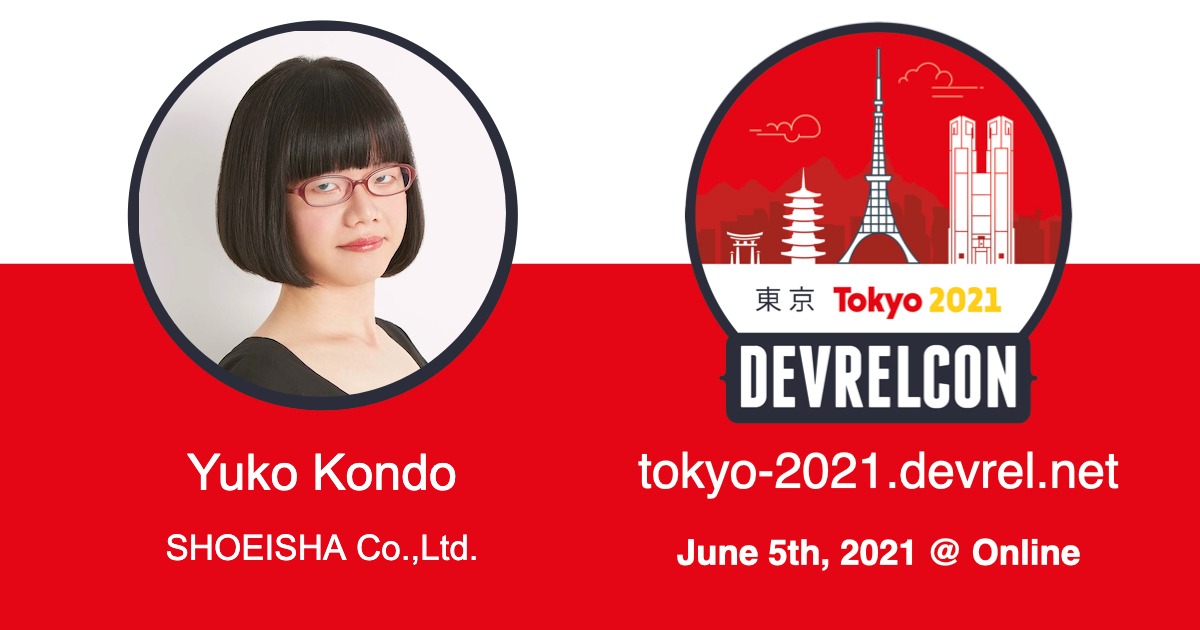 Yuko Kondo
SHOEISHA Co.,Ltd.
東京 Tokyo 2021
DEVRELCON
tokyo-2021.devrel.net
June 5th, 2021 @ Online